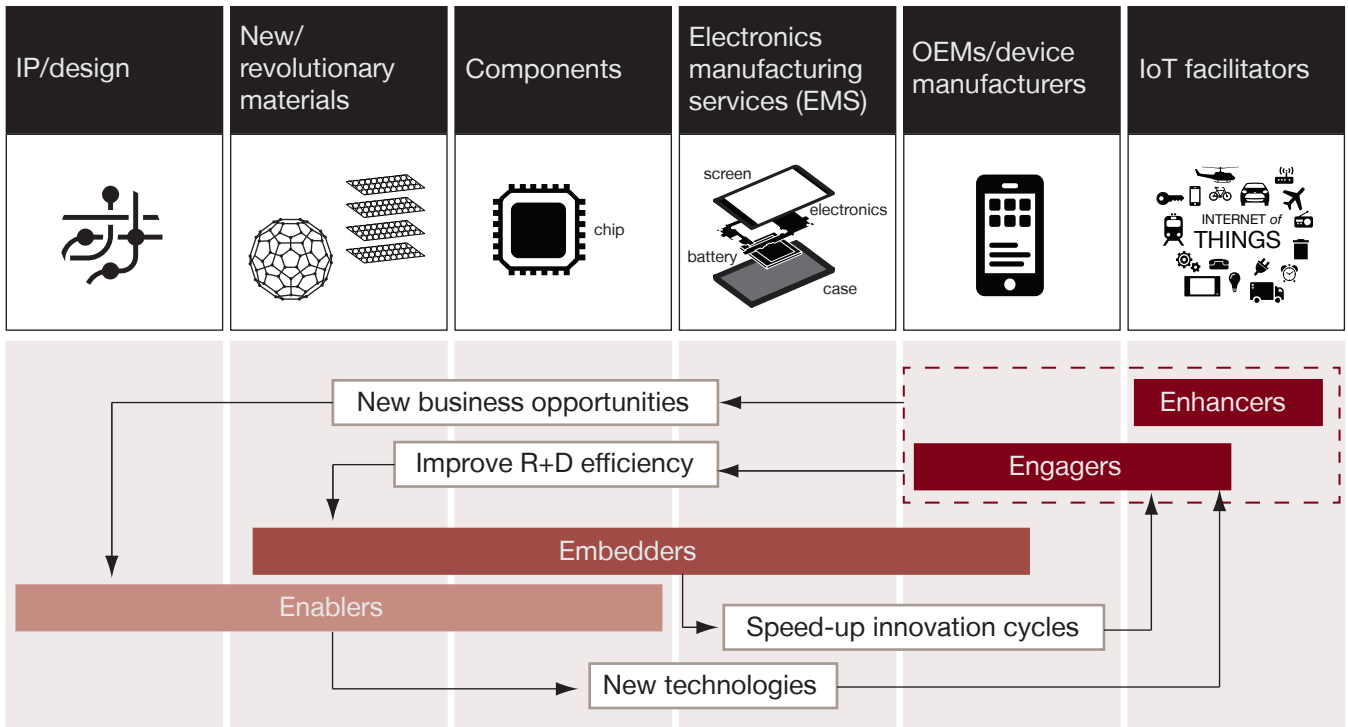 IP/design
New/
revolutionary
materials
Components
Electronics
manufacturing
services (EMS)
OEMs/device
manufacturers
IoT facilitators
chip
screen
electronics
battery
case
INTERNET of
THINGS
New business opportunities
Enhancers
Improve R+D efficiency
Engagers
Embedders
Enablers
Speed-up innovation cycles
New technologies